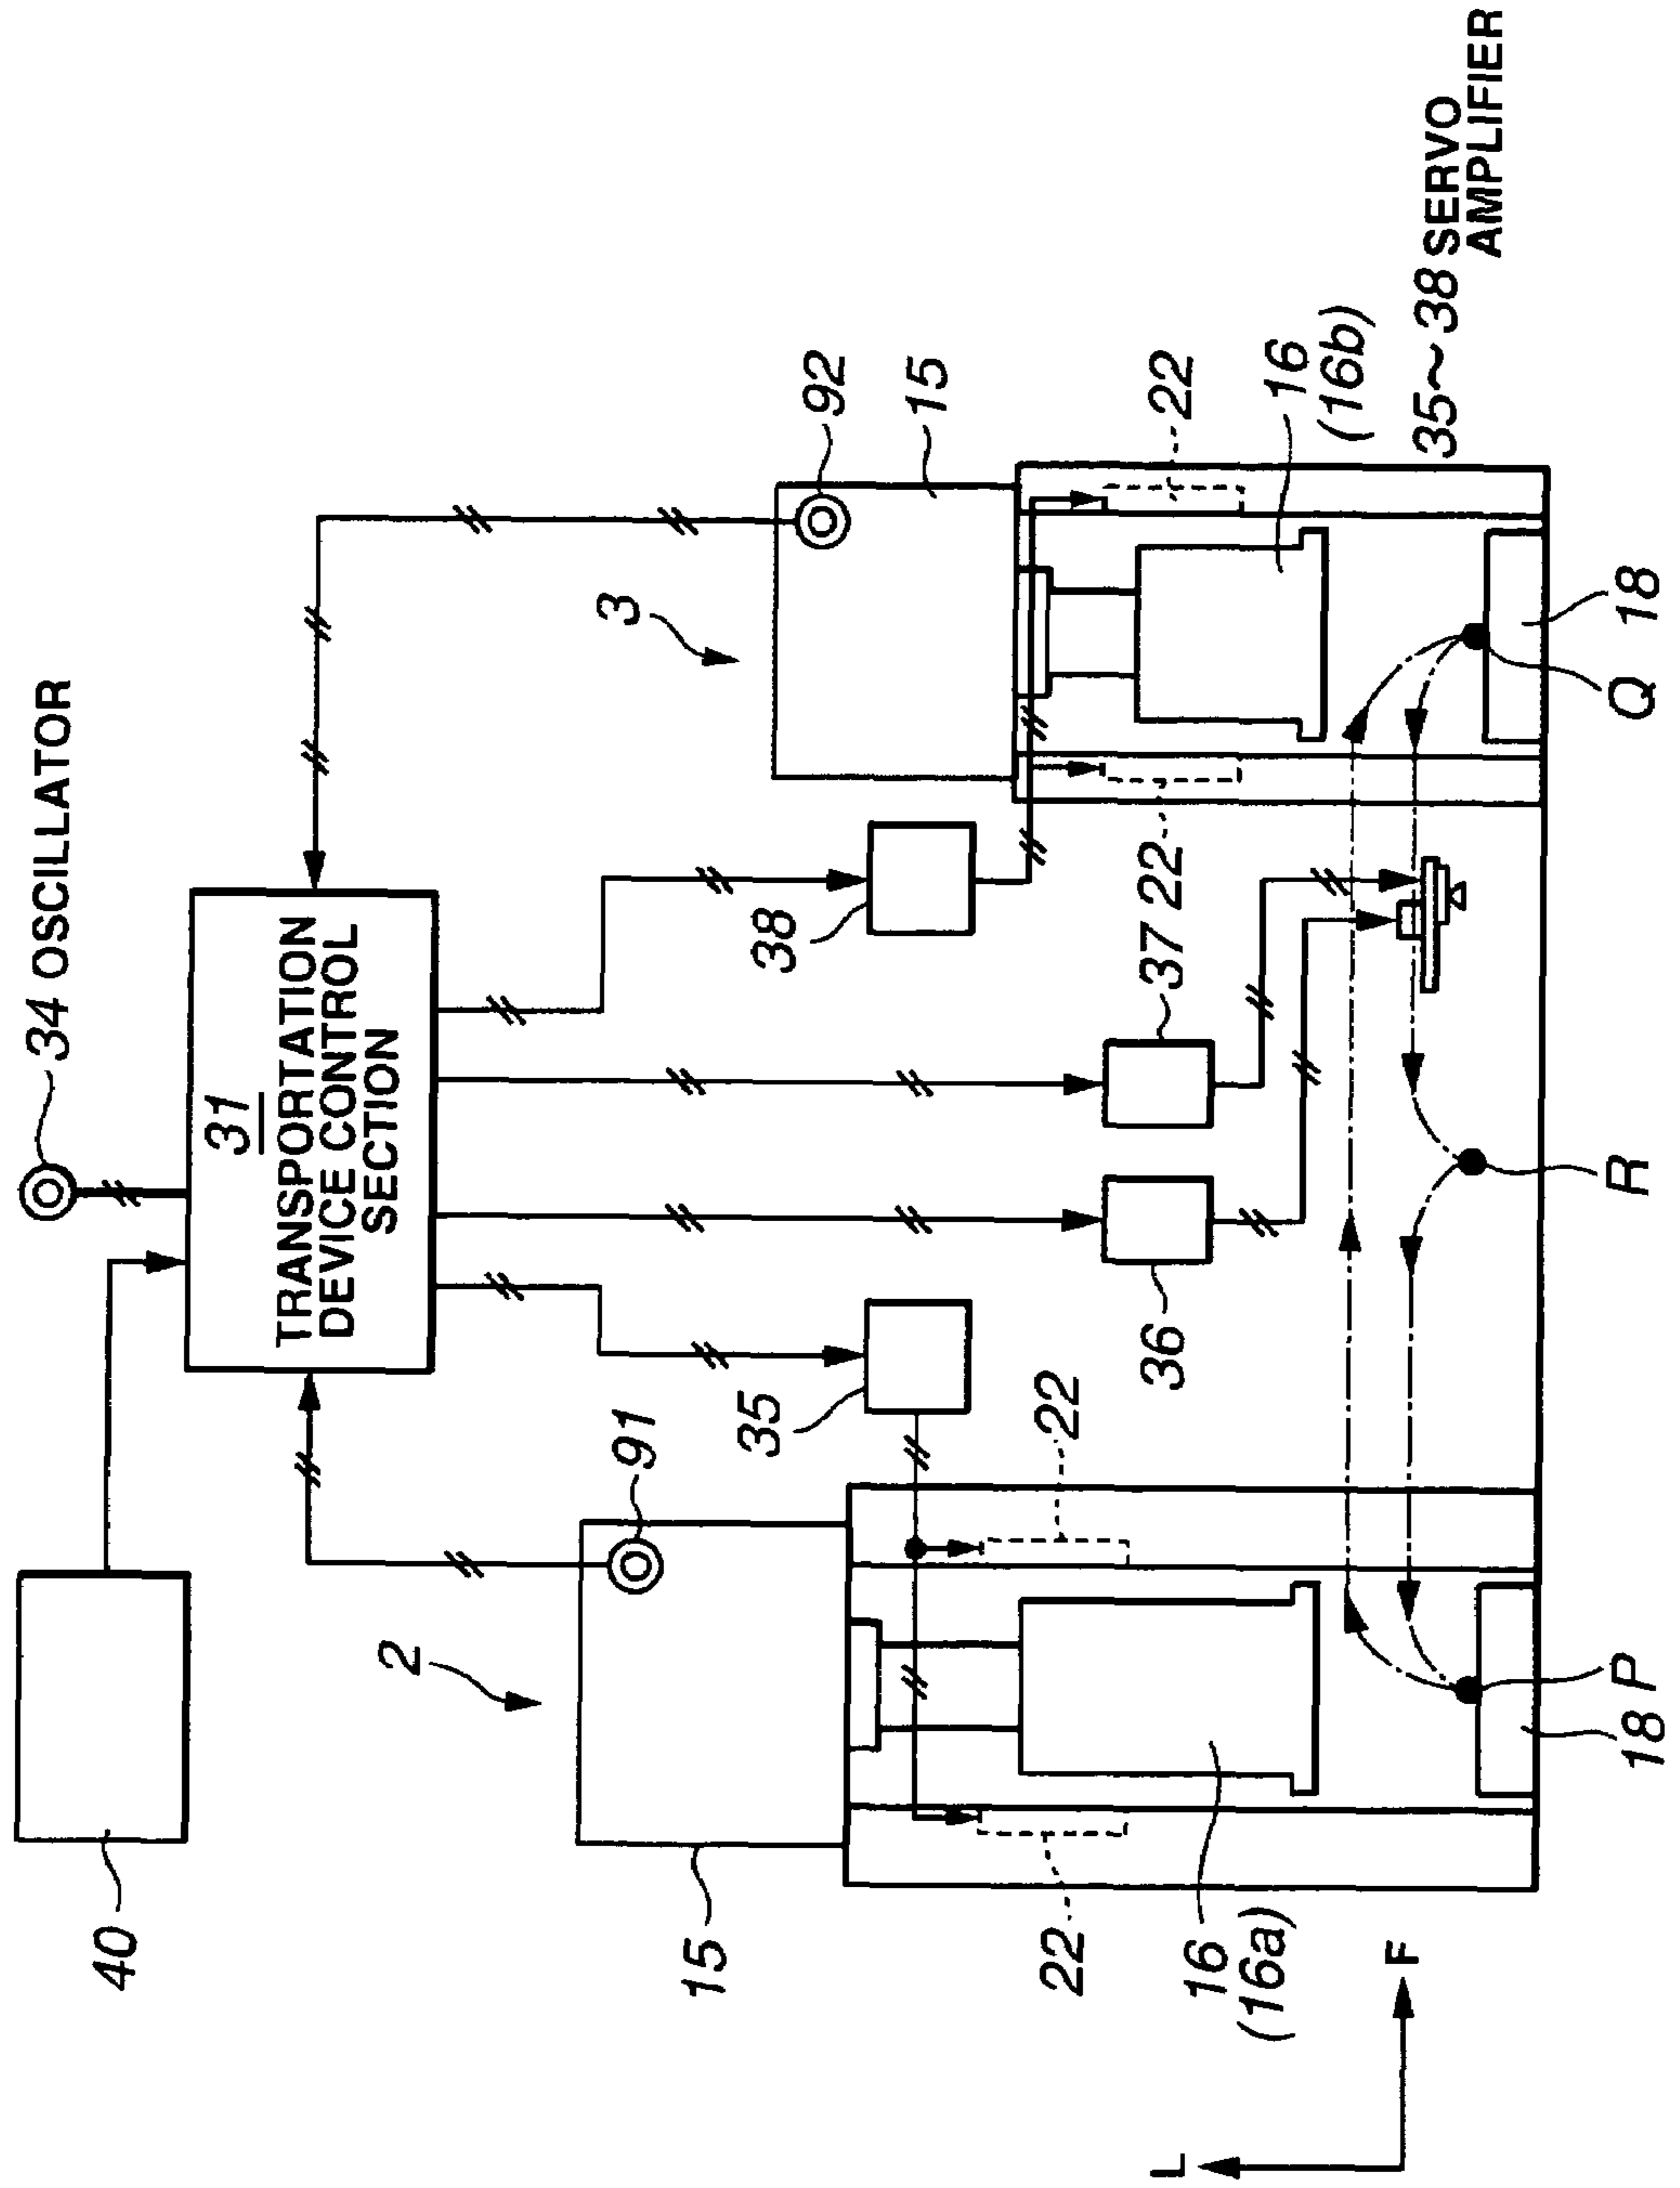 34 OSCILLATOR
40
31
TRANSPORTATION
DEVICE CONTROL
SECTION
2
91
3
92
15
15
35
38
22
22
36
37
22
22
16
(16a)
16
(16b)
35~38 SERVO
AMPLIFIER
L
F
18
P
R
Q
18